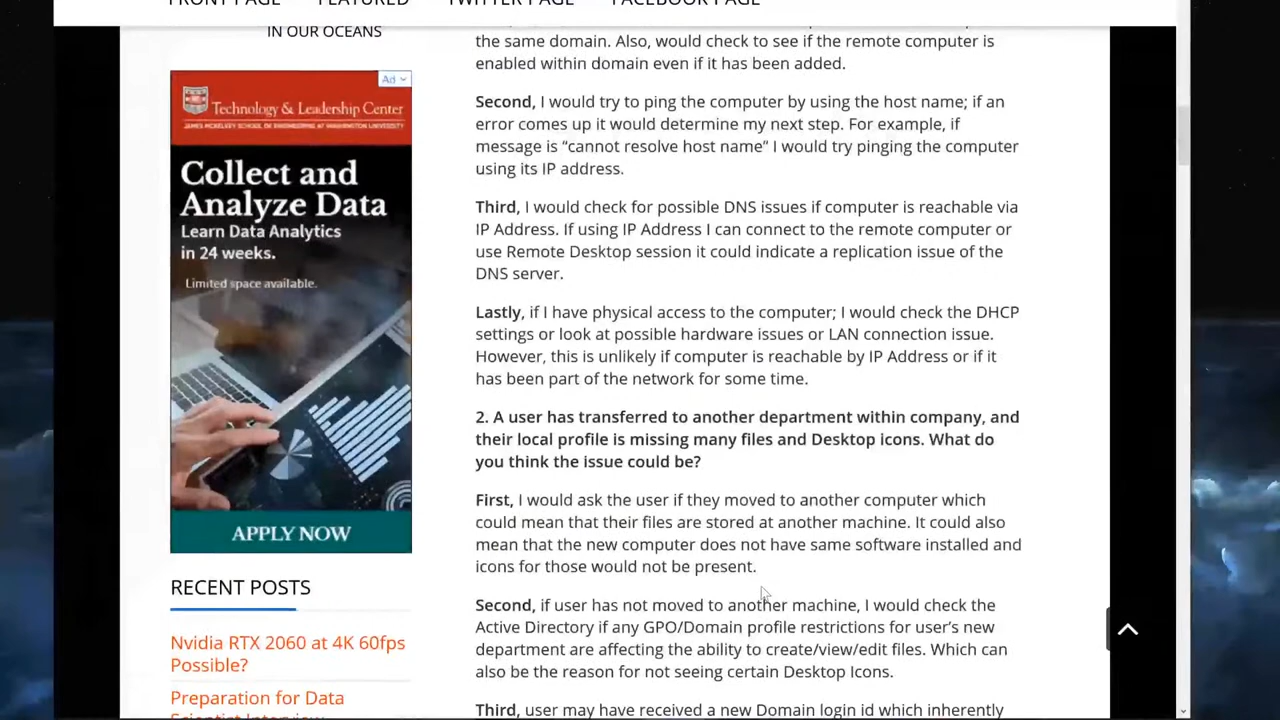 FRONT PAGE FEATURED TWITTER PAGE FACEBOOK PAGE
IN OUR OCEANS
Ad
Technology & Leadership Center
JAMES MCKELVEY SCHOOL OF ENGINEERING AT WASHINGTON UNIVERSITY
Collect and
Analyze Data
Learn Data Analytics
in 24 weeks.
Limited space available.
APPLY NOW
RECENT POSTS
Nvidia RTX 2060 at 4K 60fps
Possible?
Preparation for Data
Scientist Interview
the same domain. Also, would check to see if the remote computer is
enabled within domain even if it has been added.
Second, I would try to ping the computer by using the host name; if an
error comes up it would determine my next step. For example, if
message is “cannot resolve host name” I would try pinging the computer
using its IP address.
Third, I would check for possible DNS issues if computer is reachable via
IP Address. If using IP Address I can connect to the remote computer or
use Remote Desktop session it could indicate a replication issue of the
DNS server.
Lastly, if I have physical access to the computer; I would check the DHCP
settings or look at possible hardware issues or LAN connection issue.
However, this is unlikely if computer is reachable by IP Address or if it
has been part of the network for some time.
2. A user has transferred to another department within company, and
their local profile is missing many files and Desktop icons. What do
you think the issue could be?
First, I would ask the user if they moved to another computer which
could mean that their files are stored at another machine. It could also
mean that the new computer does not have same software installed and
icons for those would not be present.
Second, if user has not moved to another machine, I would check the
Active Directory if any GPO/Domain profile restrictions for user’s new
department are affecting the ability to create/view/edit files. Which can
also be the reason for not seeing certain Desktop Icons.
Third, user may have received a new Domain login id which inherently